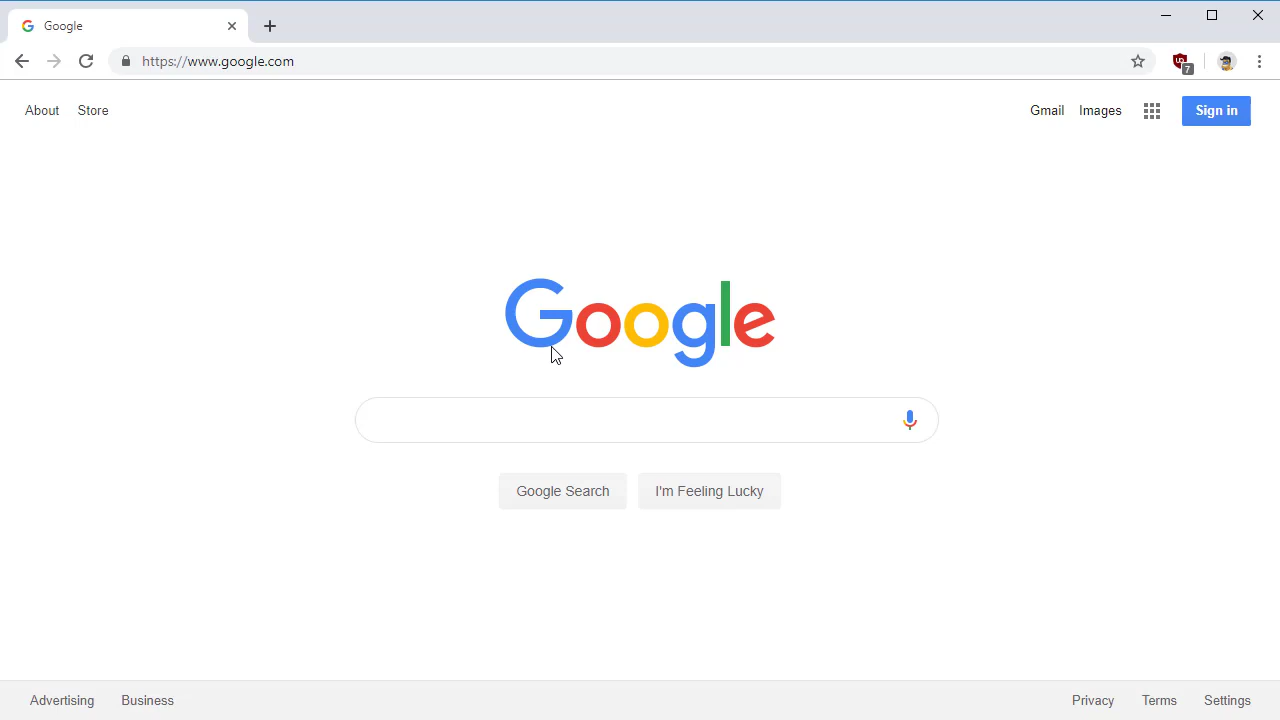 Google
https://www.google.com
7
About Store
Gmail Images Sign in
Google
Google Search I'm Feeling Lucky
Advertising Business
Privacy Terms Settings